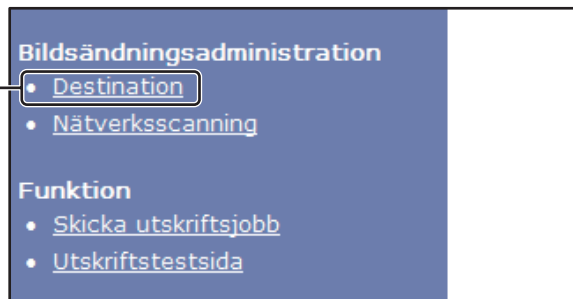 Bildsändningsadministration
• Destination
• Nätverksscanning
Funktion
• Skicka utskriftsjobb
• Utskriftstestsida